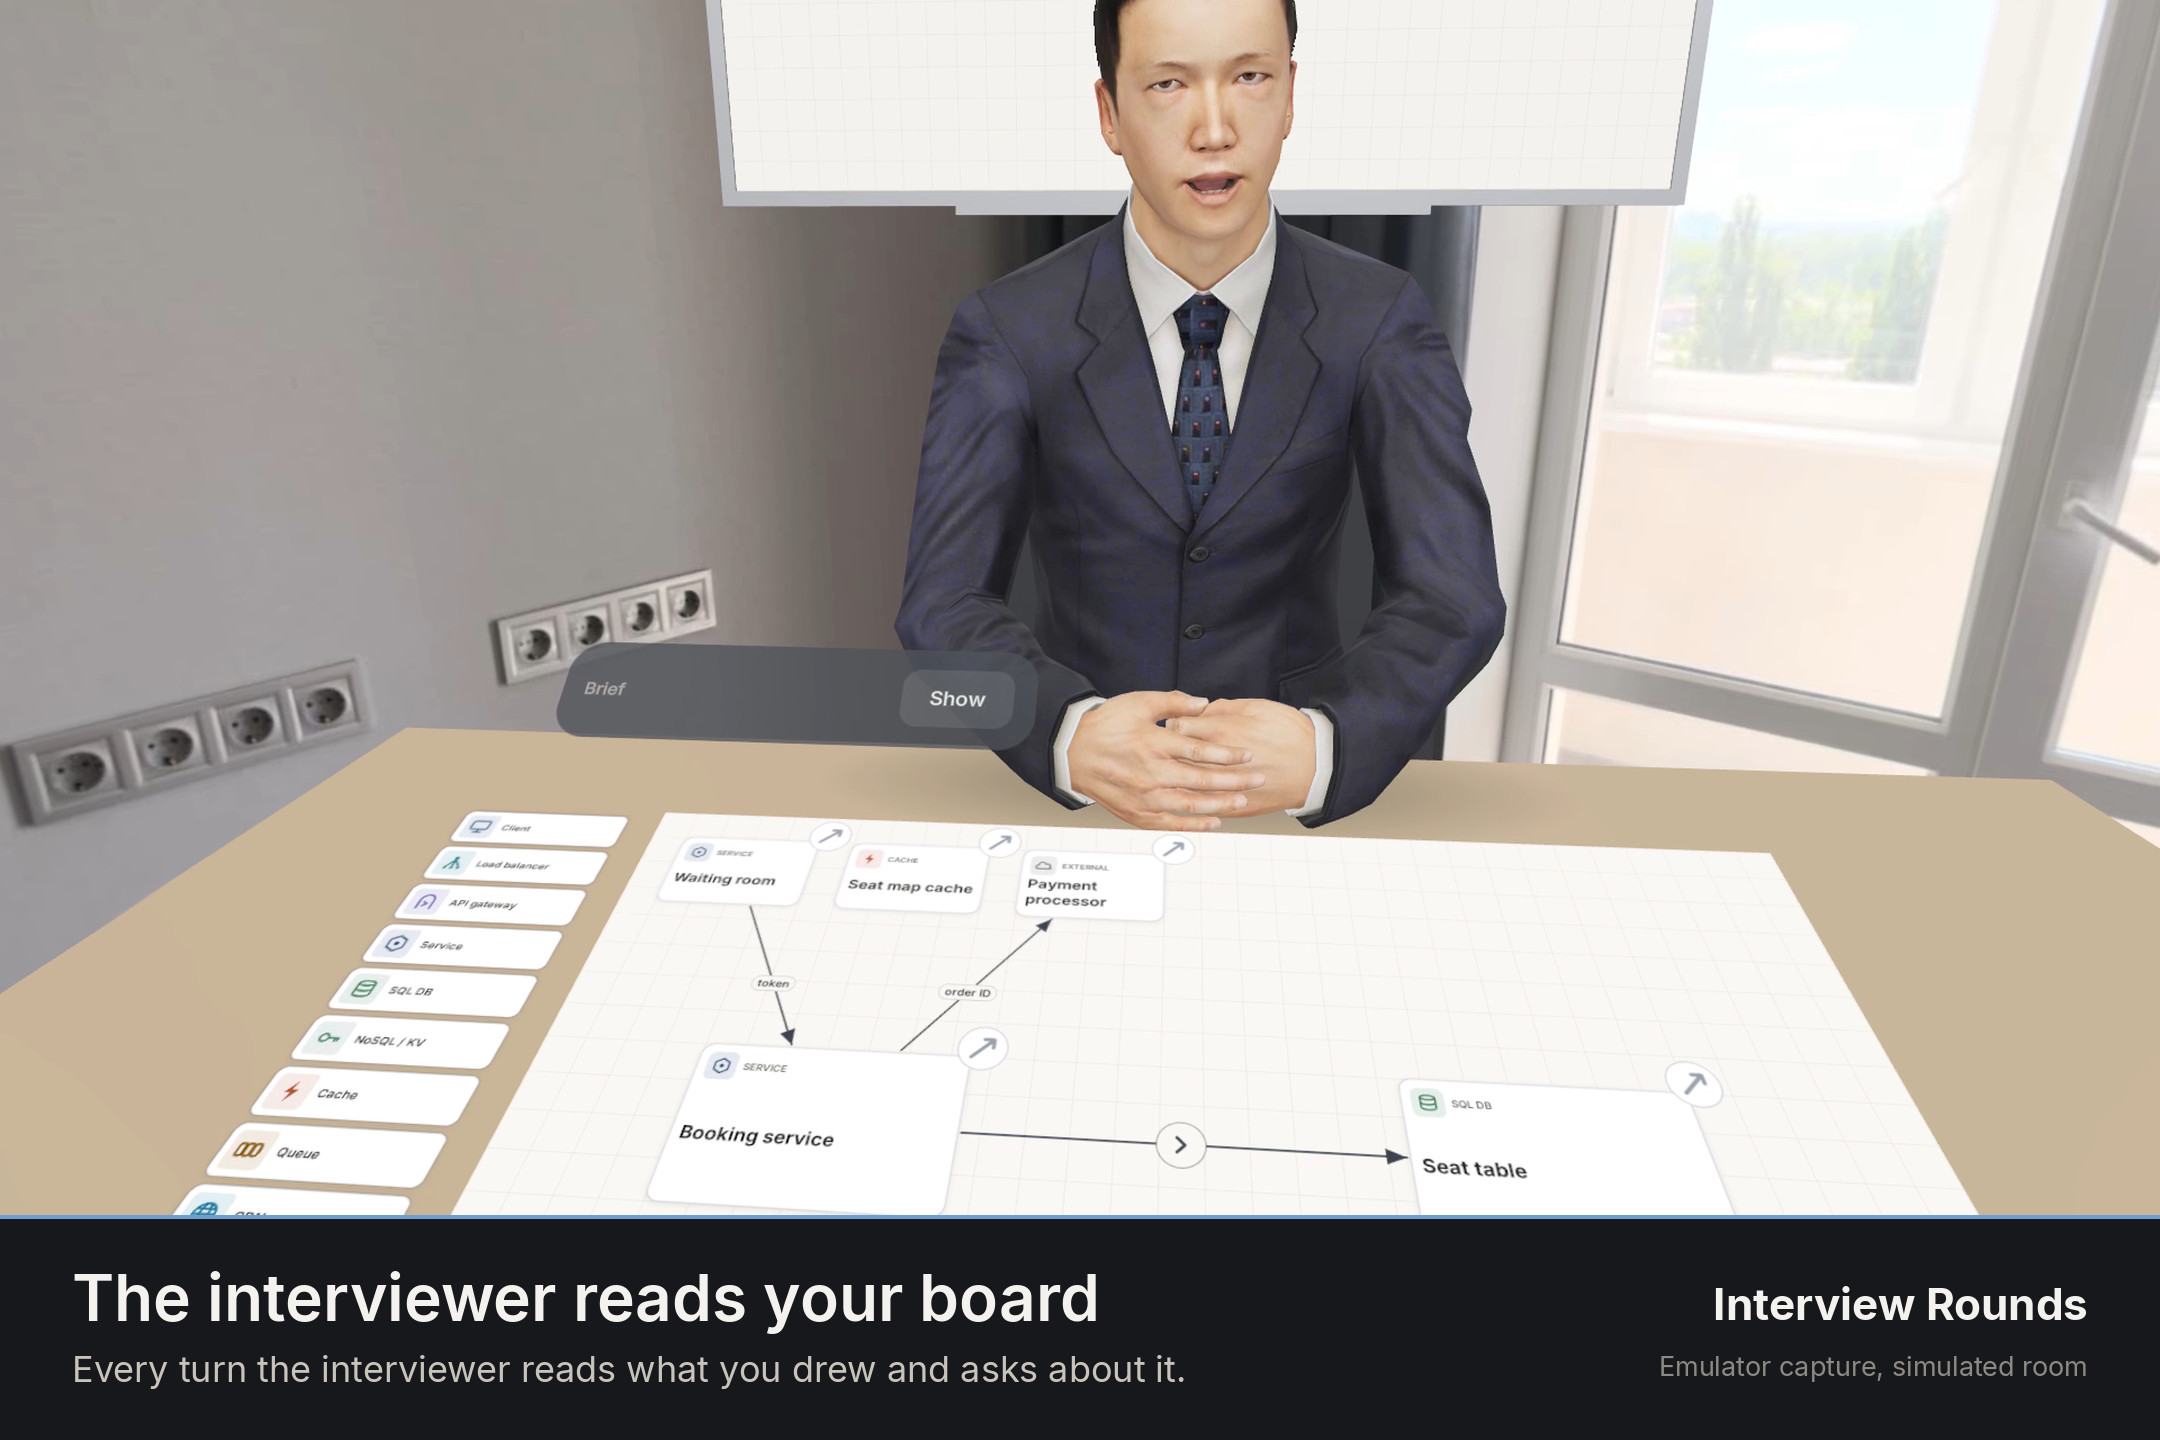 Brief
Show
Client
Load balancer
API gateway
Service
SQL DB
NoSQL / KV
Cache
Queue
SERVICE
Waiting room
CACHE
Seat map cache
EXTERNAL
Payment
processor
token
order ID
SERVICE
Booking service
SQL DB
Seat table
The interviewer reads your board
Every turn the interviewer reads what you drew and asks about it.
Interview Rounds
Emulator capture, simulated room